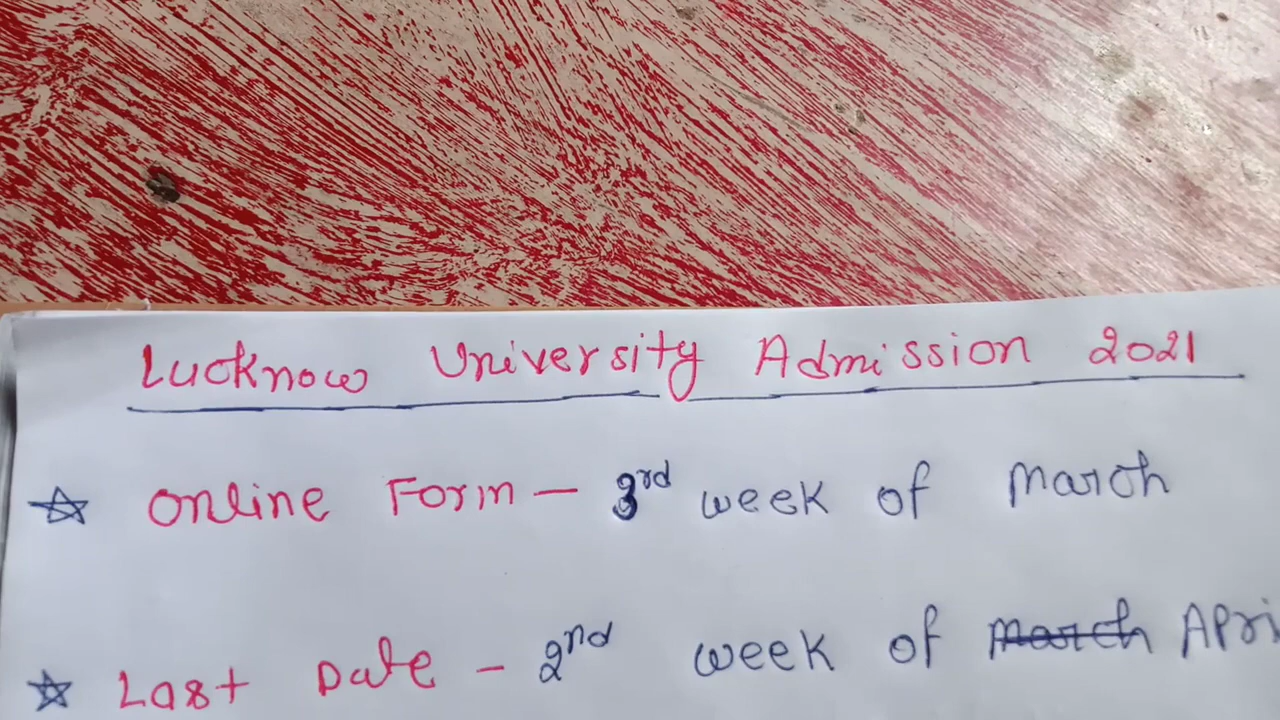 Lucknow University Admission 2021
Online Form - 3rd week of March
Last Date - 2nd week of March Apri